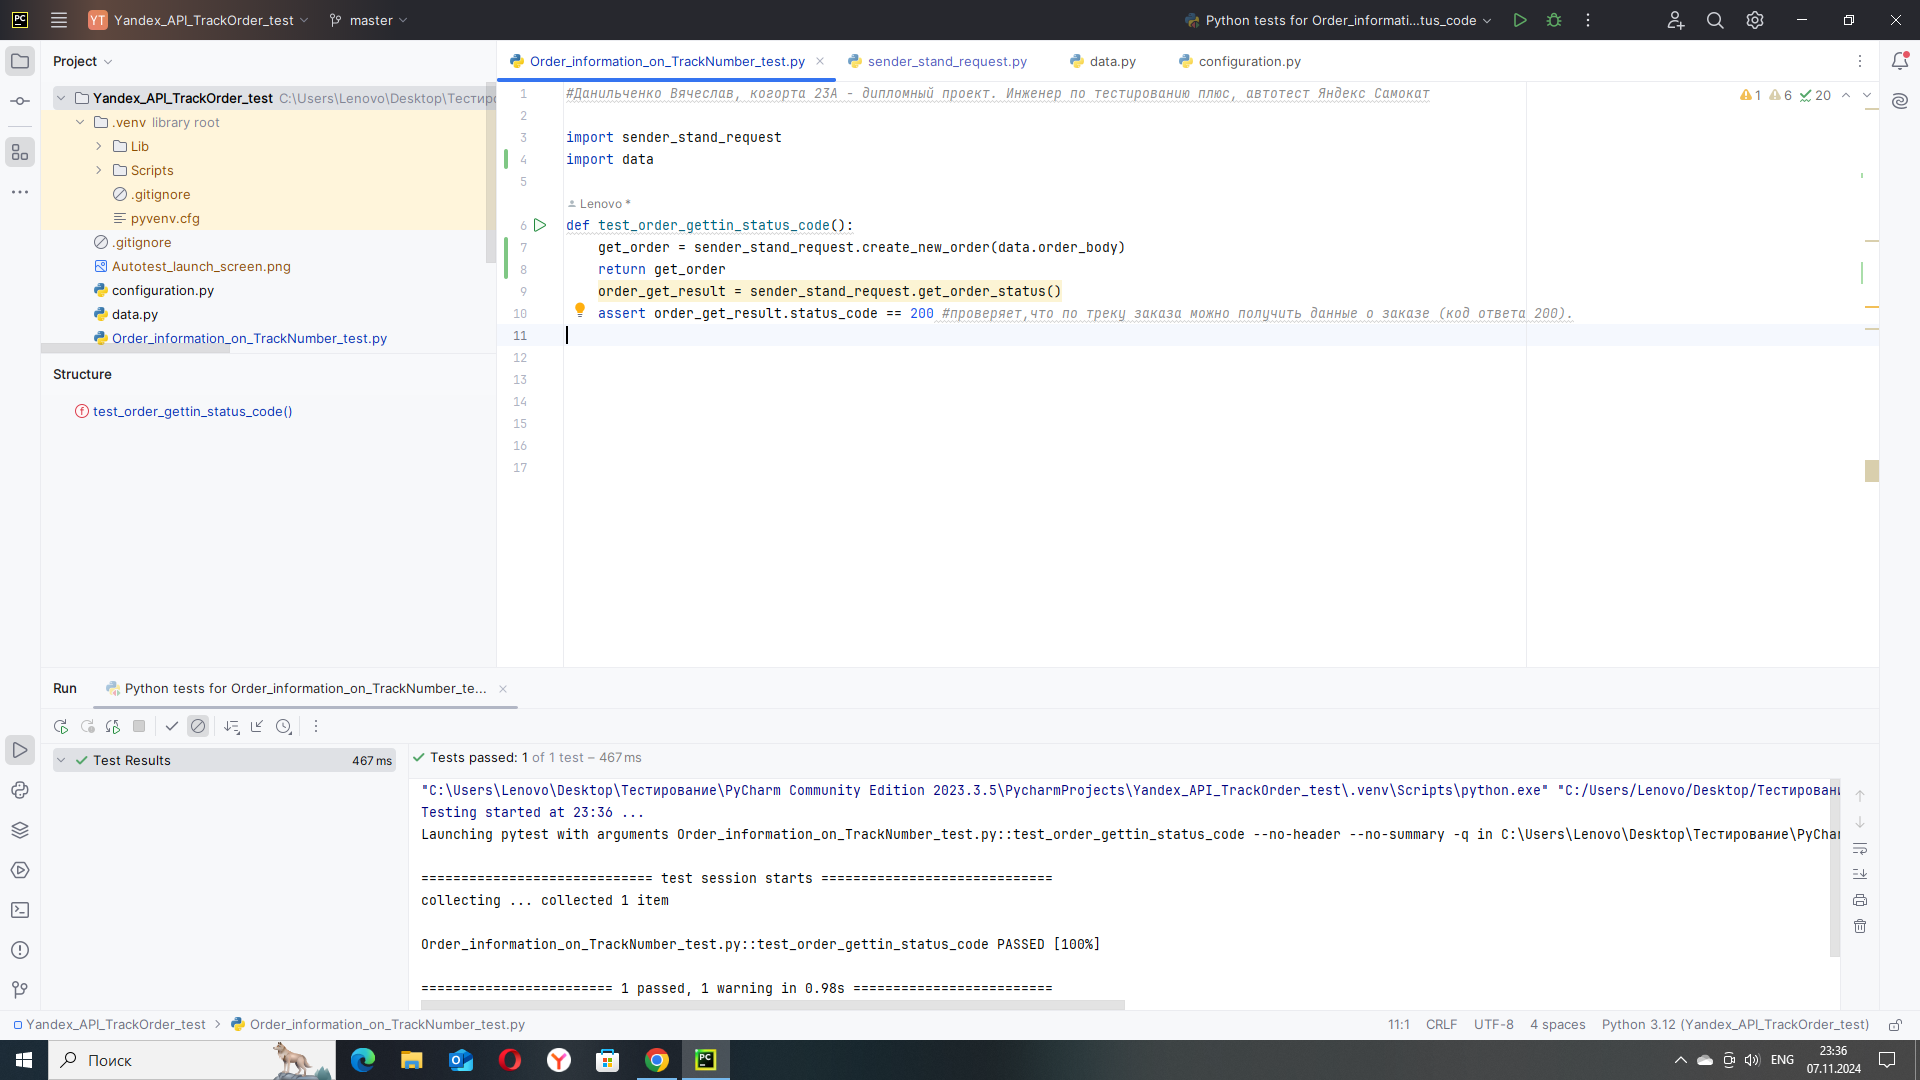 PC
YT Yandex_API_TrackOrder_test master
Python tests for Order_informati...tus_code
Project
Yandex_API_TrackOrder_test C:\Users\Lenovo\Desktop\Тестиро
.venv library root
Lib
Scripts
.gitignore
pyvenv.cfg
.gitignore
Autotest_launch_screen.png
configuration.py
data.py
Order_information_on_TrackNumber_test.py
Structure
test_order_gettin_status_code()
Order_information_on_TrackNumber_test.py sender_stand_request.py data.py configuration.py
1 #Данильченко Вячеслав, когорта 23А - дипломный проект. Инженер по тестированию плюс, автотест Яндекс Самокат
1 6 20
2
3 import sender_stand_request
4 import data
5
Lenovo *
6 def test_order_gettin_status_code():
7 get_order = sender_stand_request.create_new_order(data.order_body)
8 return get_order
9 order_get_result = sender_stand_request.get_order_status()
10 assert order_get_result.status_code == 200 #проверяет,что по треку заказа можно получить данные о заказе (код ответа 200).
11
12
13
14
15
16
17
Run Python tests for Order_information_on_TrackNumber_te...
Test Results 467 ms
Tests passed: 1 of 1 test – 467 ms
"C:\Users\Lenovo\Desktop\Тестирование\PyCharm Community Edition 2023.3.5\PycharmProjects\Yandex_API_TrackOrder_test\.venv\Scripts\python.exe" "C:/Users/Lenovo/Desktop/Тестировани
Testing started at 23:36 ...
Launching pytest with arguments Order_information_on_TrackNumber_test.py::test_order_gettin_status_code --no-header --no-summary -q in C:\Users\Lenovo\Desktop\Тестирование\PyChar
============================= test session starts =============================
collecting ... collected 1 item
Order_information_on_TrackNumber_test.py::test_order_gettin_status_code PASSED [100%]
======================== 1 passed, 1 warning in 0.98s =========================
Yandex_API_TrackOrder_test > Order_information_on_TrackNumber_test.py
11:1 CRLF UTF-8 4 spaces Python 3.12 (Yandex_API_TrackOrder_test)
Поиск
PC
ENG
23:36
07.11.2024